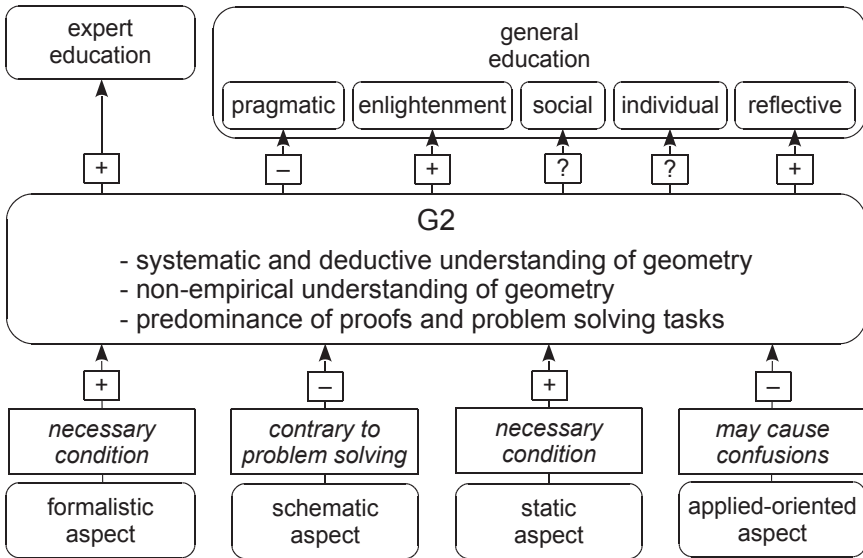 expert
education
general
education
pragmatic
enlightenment
social
individual
reflective
+
–
+
?
?
+
G2
- systematic and deductive understanding of geometry
- non-empirical understanding of geometry
- predominance of proofs and problem solving tasks
+
–
+
–
necessary
condition
contrary to
problem solving
necessary
condition
may cause
confusions
formalistic
aspect
schematic
aspect
static
aspect
applied-oriented
aspect